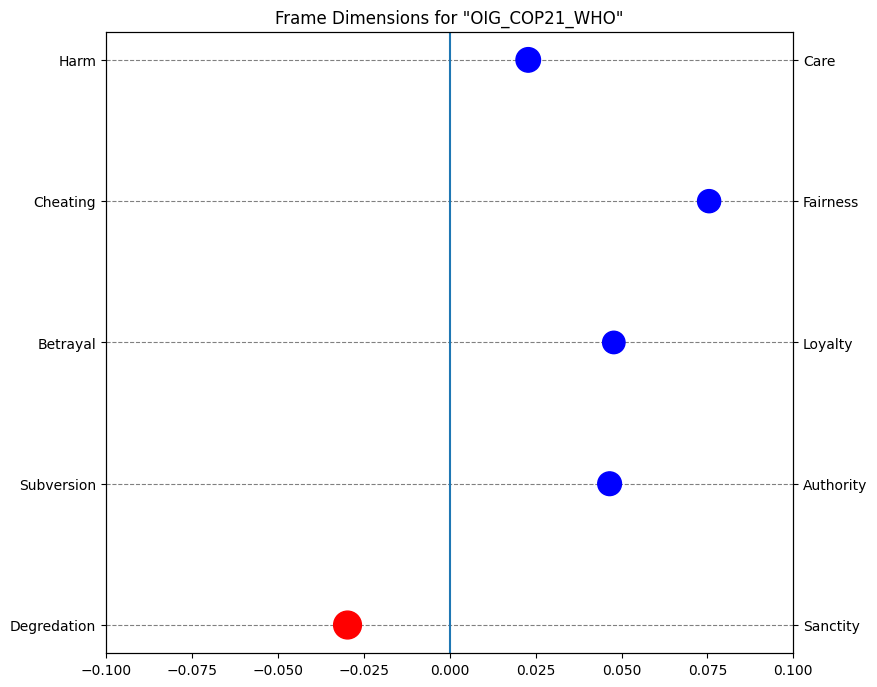 Frame Dimensions for "OIG_COP21_WHO"
Harm Care
Cheating Fairness
Betrayal Loyalty
Subversion Authority
Degredation Sanctity
−0.100 −0.075 −0.050 −0.025 0.000 0.025 0.050 0.075 0.100